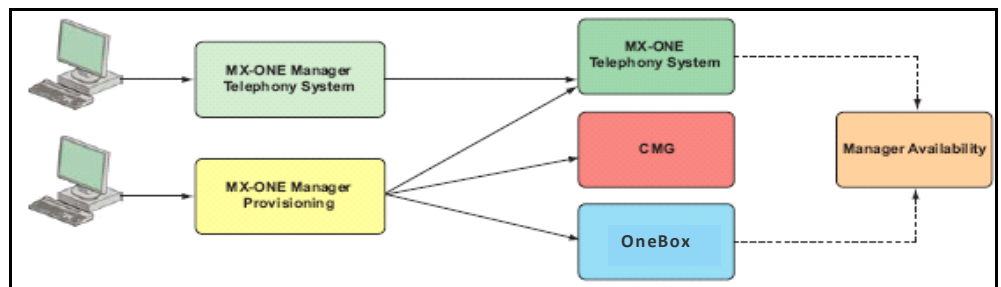 MX-ONE Manager
Telephony System
MX-ONE
Telephony System
CMG
Manager Availability
MX-ONE Manager
Provisioning
OneBox